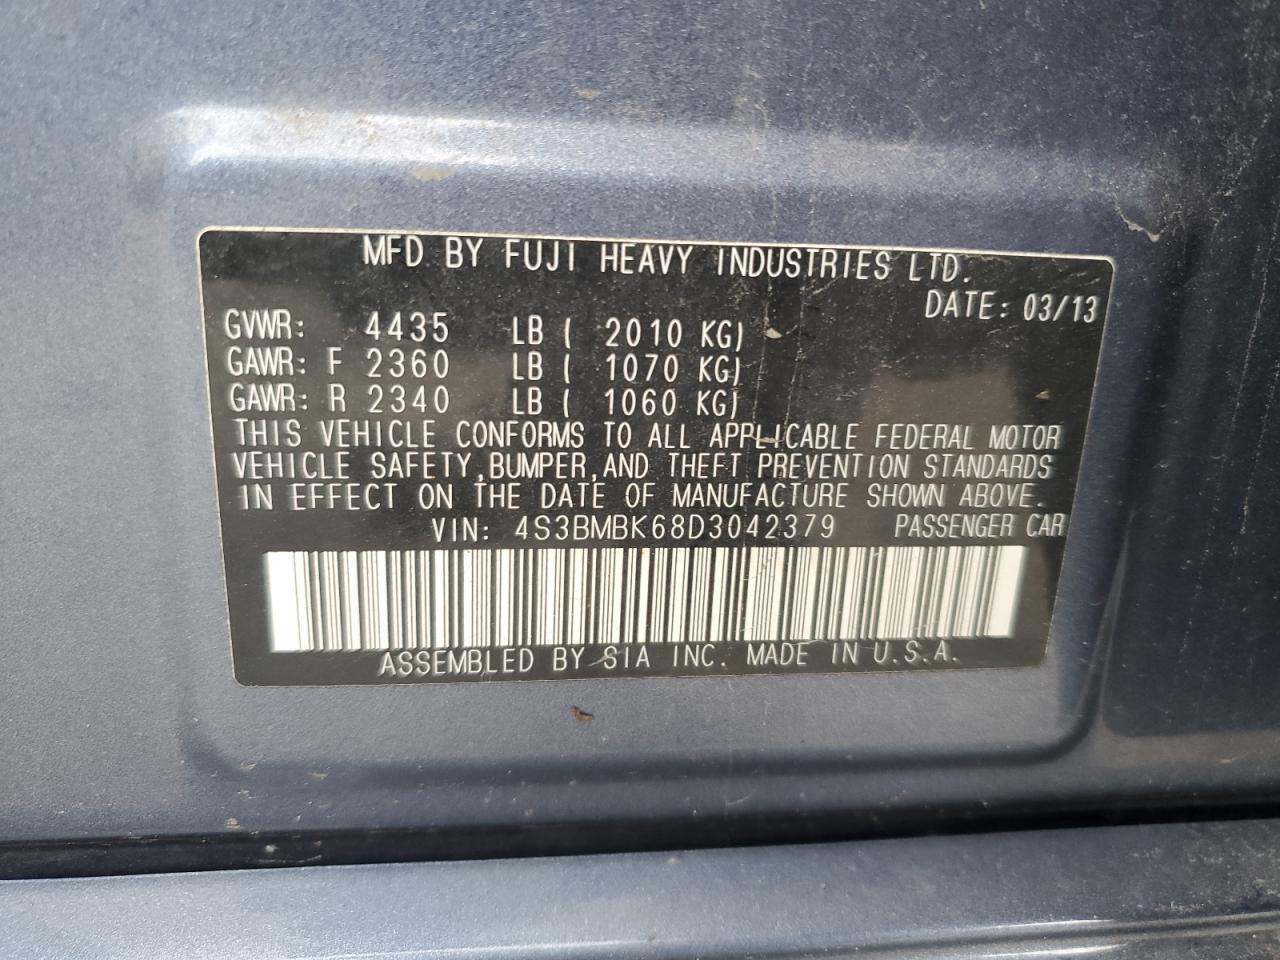 MFD BY FUJI HEAVY INDUSTRIES LTD.
DATE: 03/13
GVWR: 4435 LB ( 2010 KG)
GAWR: F 2360 LB ( 1070 KG)
GAWR: R 2340 LB ( 1060 KG)
THIS VEHICLE CONFORMS TO ALL APPLICABLE FEDERAL MOTOR
VEHICLE SAFETY,BUMPER,AND THEFT PREVENTION STANDARDS
IN EFFECT ON THE DATE OF MANUFACTURE SHOWN ABOVE.
VIN: 4S3BMBK68D3042379 PASSENGER CAR
ASSEMBLED BY SIA INC. MADE IN U.S.A.